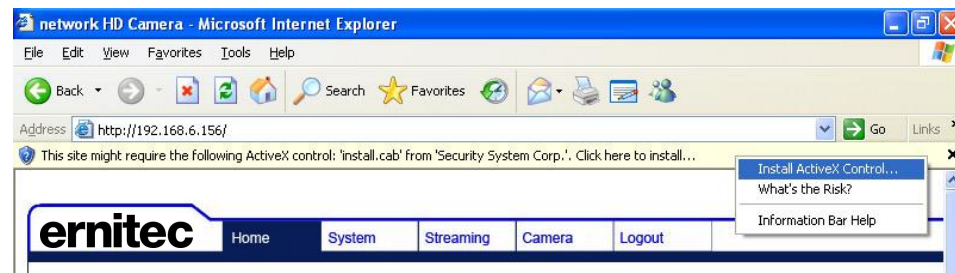 network HD Camera - Microsoft Internet Explorer
File Edit View Favorites Tools Help
Back Search Favorites
Address http://192.168.6.156/ Go Links
This site might require the following ActiveX control: 'install.cab' from 'Security System Corp.'. Click here to install...
Install ActiveX Control...
What's the Risk?
Information Bar Help
ernitec Home System Streaming Camera Logout